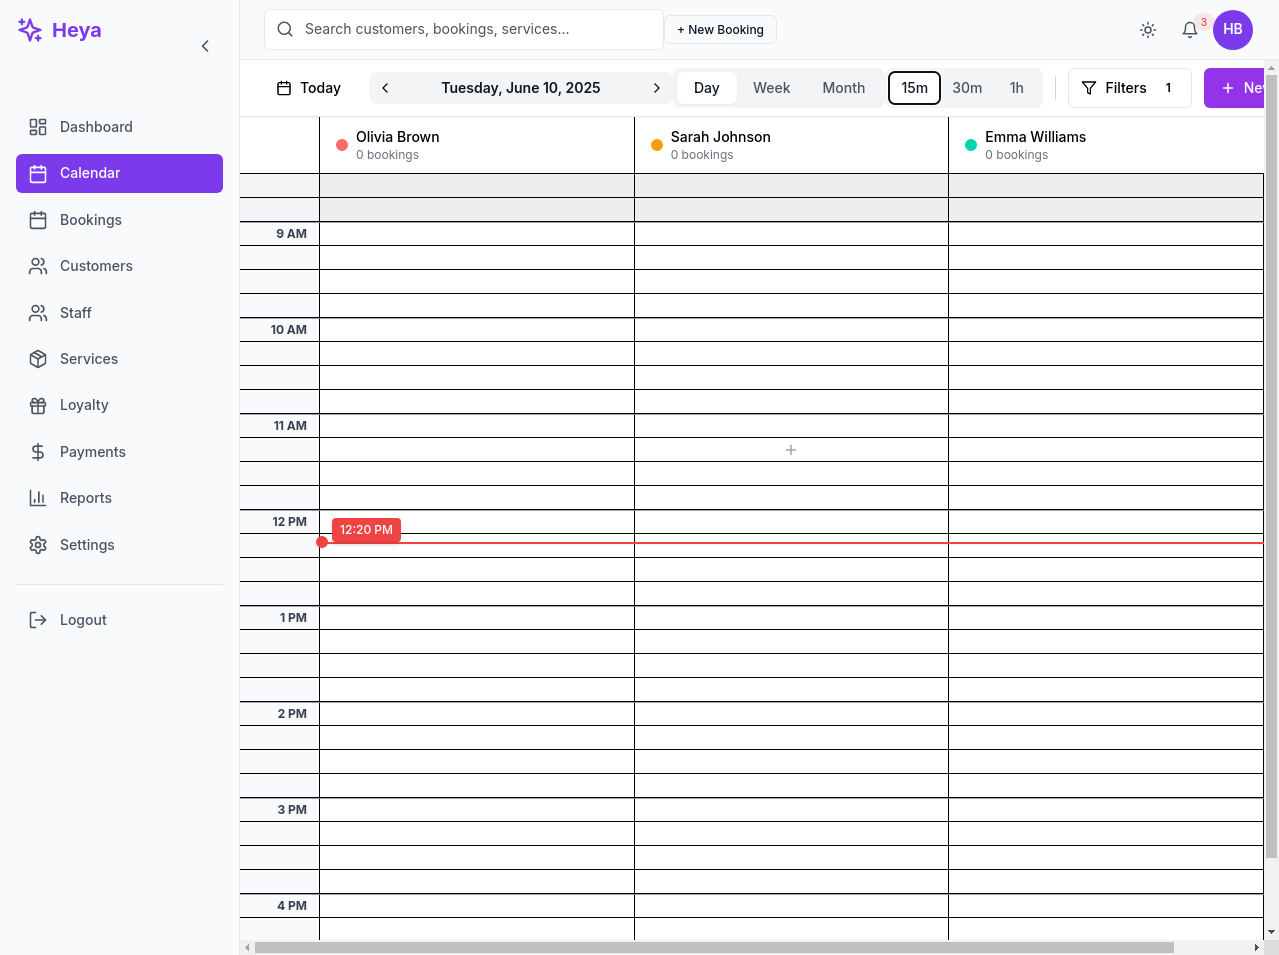 Heya
Search customers, bookings, services...
+ New Booking
3
HB
Dashboard
Calendar
Bookings
Customers
Staff
Services
Loyalty
Payments
Reports
Settings
Logout
Today
Tuesday, June 10, 2025
Day
Week
Month
15m
30m
1h
Filters
1
Olivia Brown
0 bookings
Sarah Johnson
0 bookings
Emma Williams
0 bookings
9 AM
10 AM
11 AM
12 PM
12:20 PM
1 PM
2 PM
3 PM
4 PM